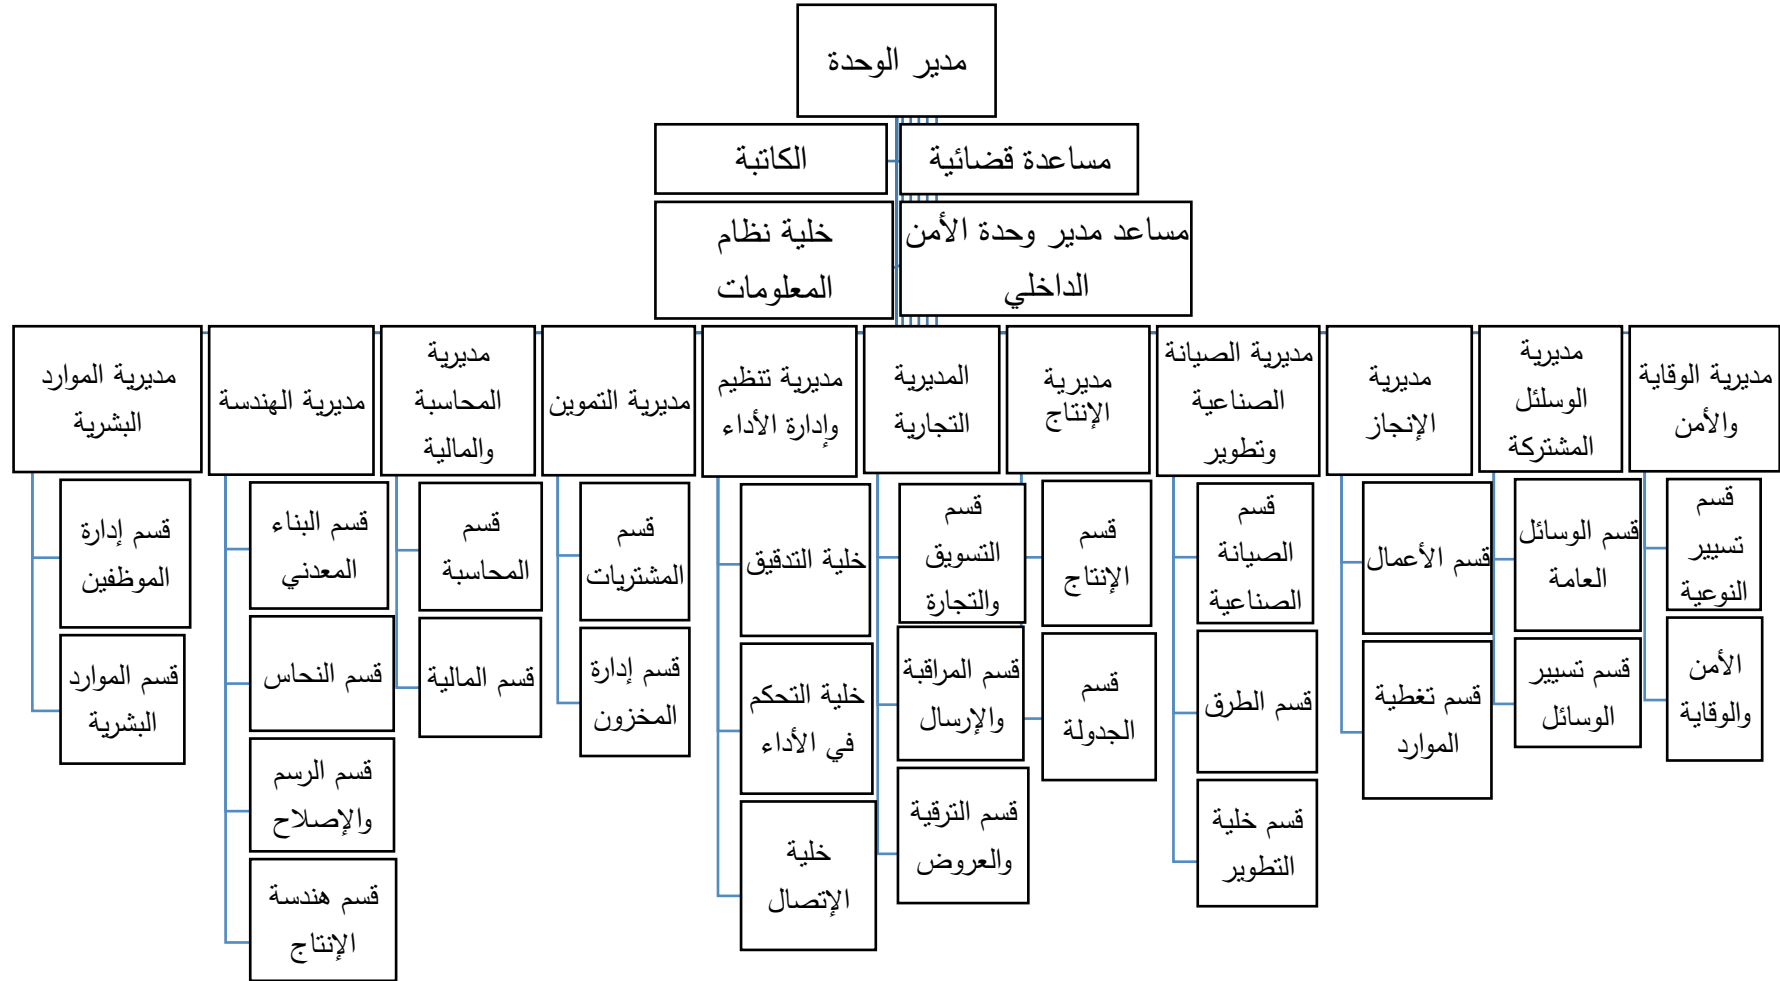 مدير الوحدة
مساعدة قضائية
الكاتبة
مساعد مدير وحدة الأمن
الداخلي
خلية نظام
المعلومات
مديرية الوقاية
والأمن
قسم
تسيير
النوعية
الأمن
والوقاية
مديرية
الوسلئل
المشتركة
قسم الوسائل
العامة
قسم تسيير
الوسائل
مديرية
الإنجاز
قسم الأعمال
قسم تغطية
الموارد
مديرية الصيانة
الصناعية
وتطوير
قسم
الصيانة
الصناعية
قسم الطرق
قسم خلية
التطوير
مديرية
الإنتاج
قسم
الإنتاج
قسم
الجدولة
المديرية
التجارية
قسم
التسويق
والتجارة
قسم المراقبة
والإرسال
قسم الترقية
والعروض
مديرية تنظيم
وإدارة الأداء
خلية التدقيق
خلية التحكم
في الأداء
خلية
الإتصال
مديرية التموين
قسم
المشتريات
قسم إدارة
المخزون
مديرية
المحاسبة
والمالية
قسم
المحاسبة
قسم المالية
مديرية الهندسة
قسم البناء
المعدني
قسم النحاس
قسم الرسم
والإصلاح
قسم هندسة
الإنتاج
مديرية الموارد
البشرية
قسم إدارة
الموظفين
قسم الموارد
البشرية